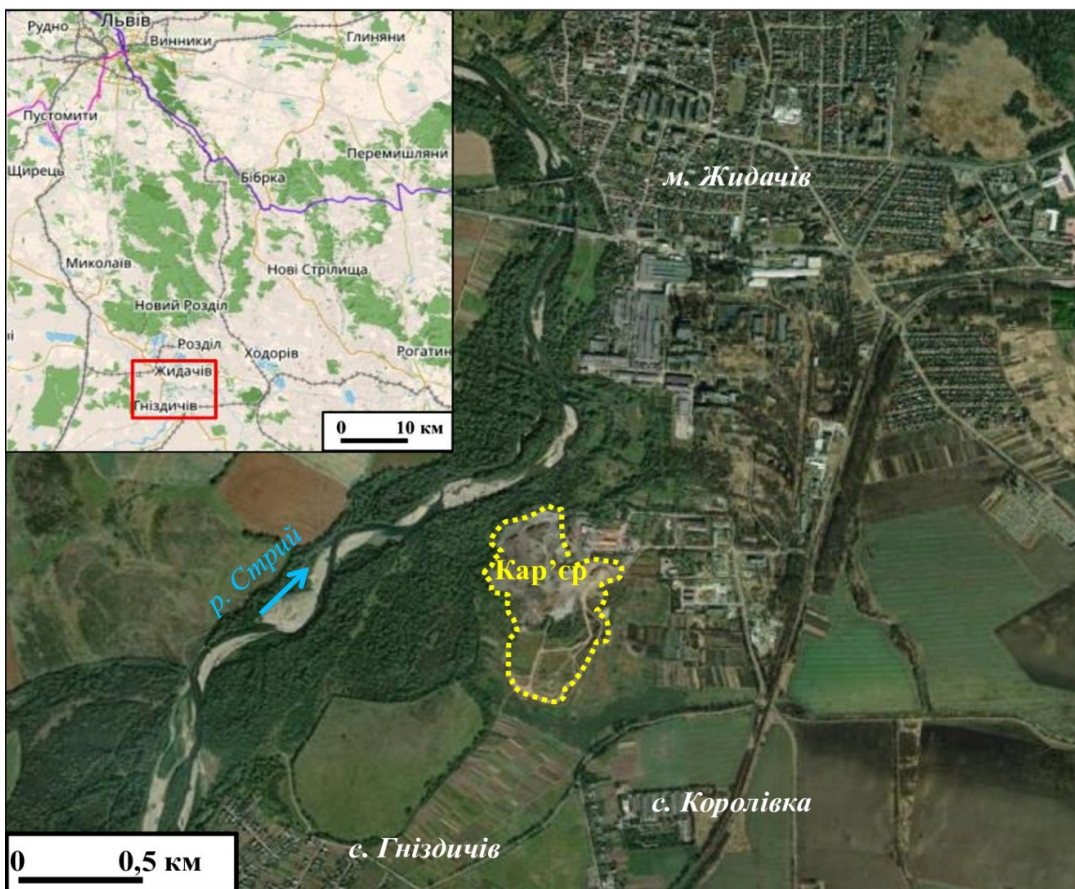 Львів
Рудно
Винники
Глиняни
Пустомити
Щирець
Перемишляни
Бібрка
Миколаїв
Нові Стрілища
Новий Розділ
ні
Розділ
Ходорів
Рогатин
Жидачів
Гніздичів
0 10 км
м. Жидачів
р. Стрий
Кар’єр
с. Королівка
с. Гніздичів
0 0,5 км